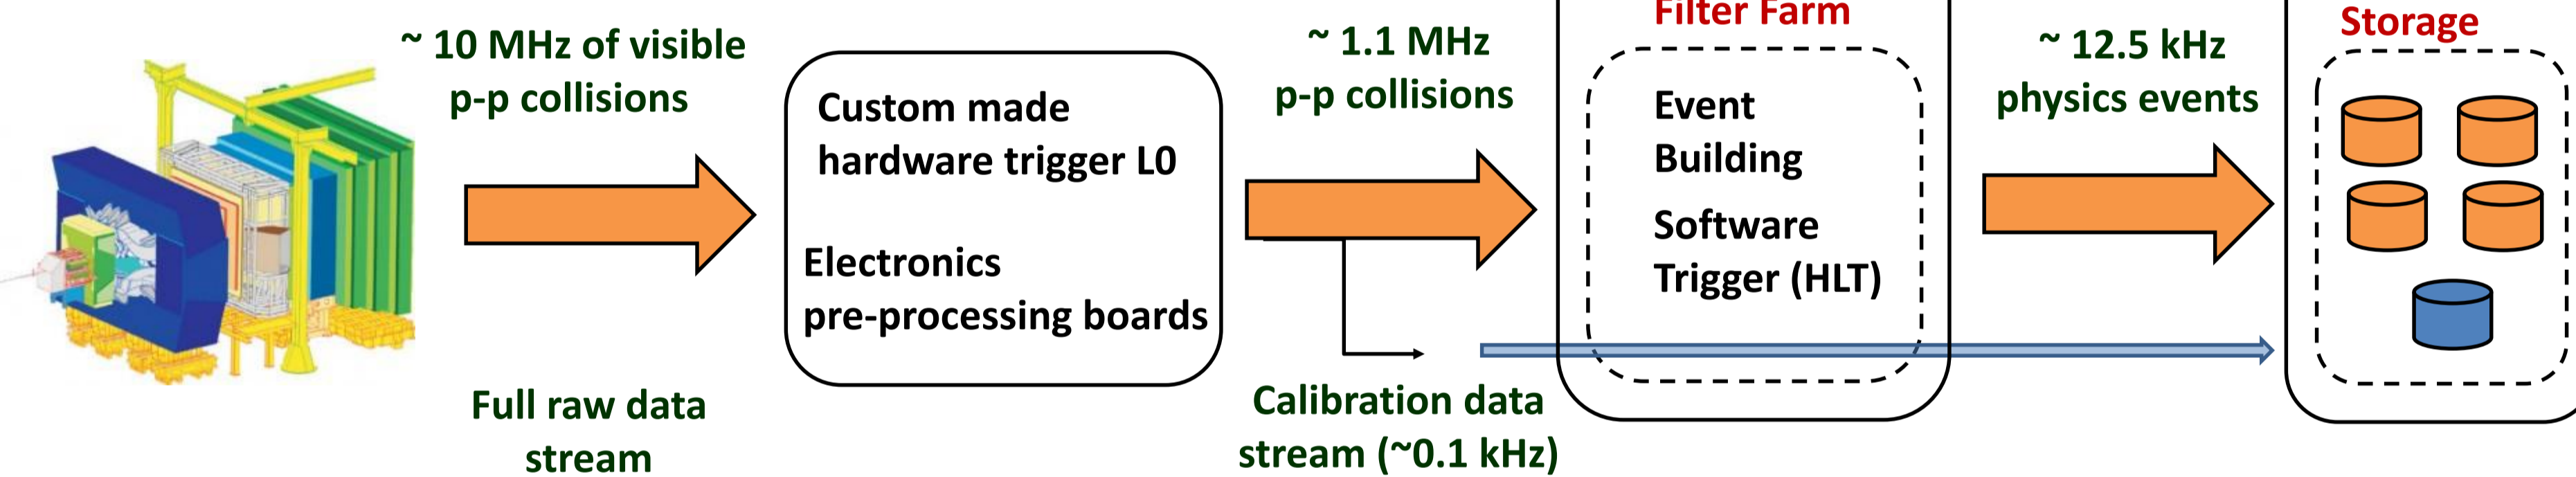 ~ 10 MHz of visible
p-p collisions
Full raw data
stream
Custom made
hardware trigger L0
Electronics
pre-processing boards
~ 1.1 MHz
p-p collisions
Calibration data
stream (~0.1 kHz)
Filter Farm
Event
Building
Software
Trigger (HLT)
~ 12.5 kHz
physics events
Storage